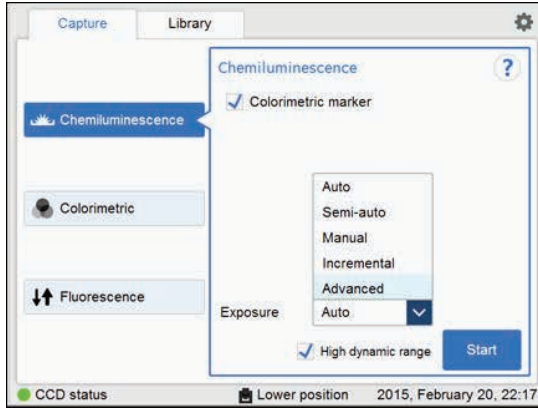 Capture
Library
Chemiluminescence
?
Colorimetric marker
Chemiluminescence
Auto
Semi-auto
Manual
Incremental
Advanced
Colorimetric
Fluorescence
Exposure
Auto
High dynamic range
Start
CCD status
Lower position
2015, February 20, 22:17